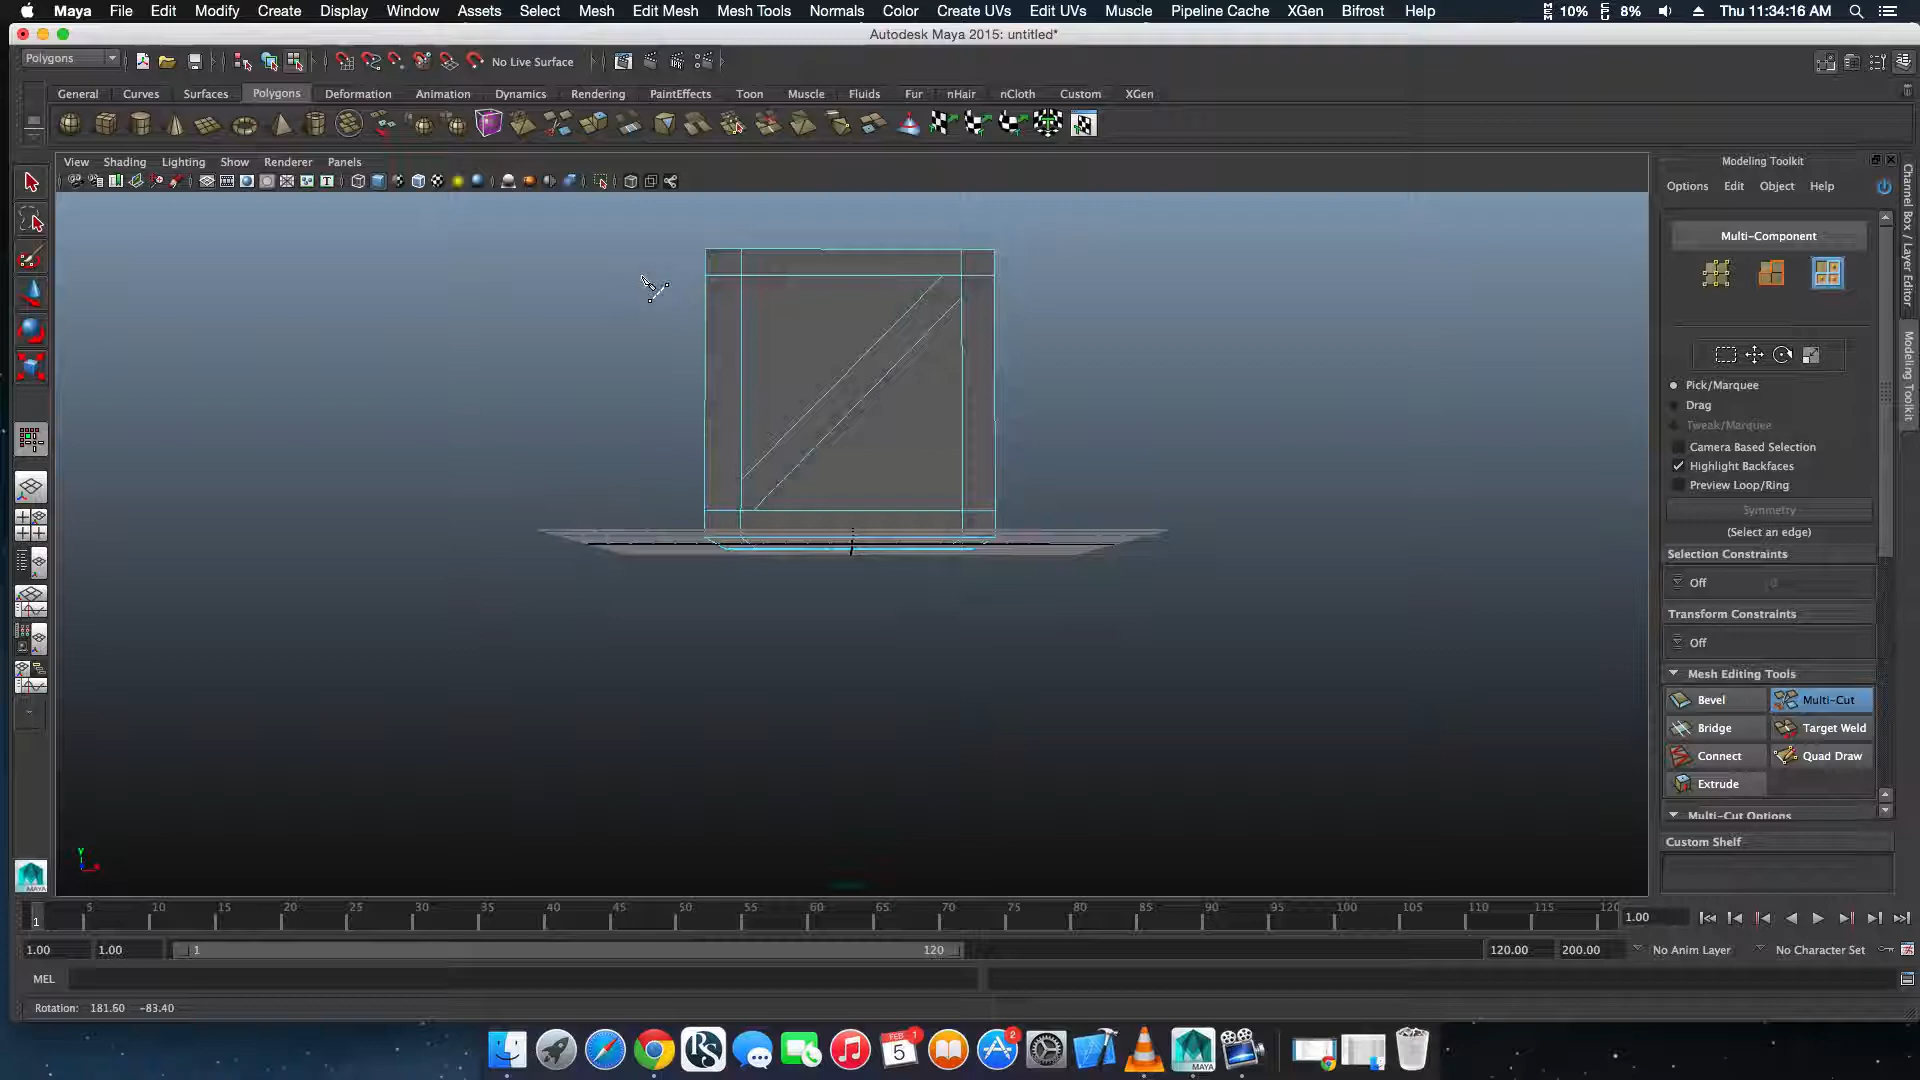 Maya File Edit Modify Create Display Window Assets Select Mesh Edit Mesh Mesh Tools Normals Color Create UVs Edit UVs Muscle Pipeline Cache XGen Bifrost Help 10% 8% Thu 11:34:16 AM
Autodesk Maya 2015: untitled*
Polygons No Live Surface
General Curves Surfaces Polygons Deformation Animation Dynamics Rendering PaintEffects Toon Muscle Fluids Fur nHair nCloth Custom XGen
View Shading Lighting Show Renderer Panels
Modeling Toolkit
Options Edit Object Help
Multi-Component
Pick/Marquee
Drag
Tweak/Marquee
Camera Based Selection
Highlight Backfaces
Preview Loop/Ring
Symmetry
(Select an edge)
Selection Constraints
Off 0
Transform Constraints
Off
Mesh Editing Tools
Bevel Multi-Cut
Bridge Target Weld
Connect Quad Draw
Extrude
Multi-Cut Options
Custom Shelf
Channel Box / Layer Editor
Modeling Toolkit
y
MAYA
1 5 10 15 20 25 30 35 40 45 50 55 60 65 70 75 80 85 90 95 100 105 110 115 120 1.00
1.00 1.00 1 120 120.00 200.00 No Anim Layer No Character Set
MEL
Rotation: 181.60 -83.40
FEB 5 1 2
MAYA